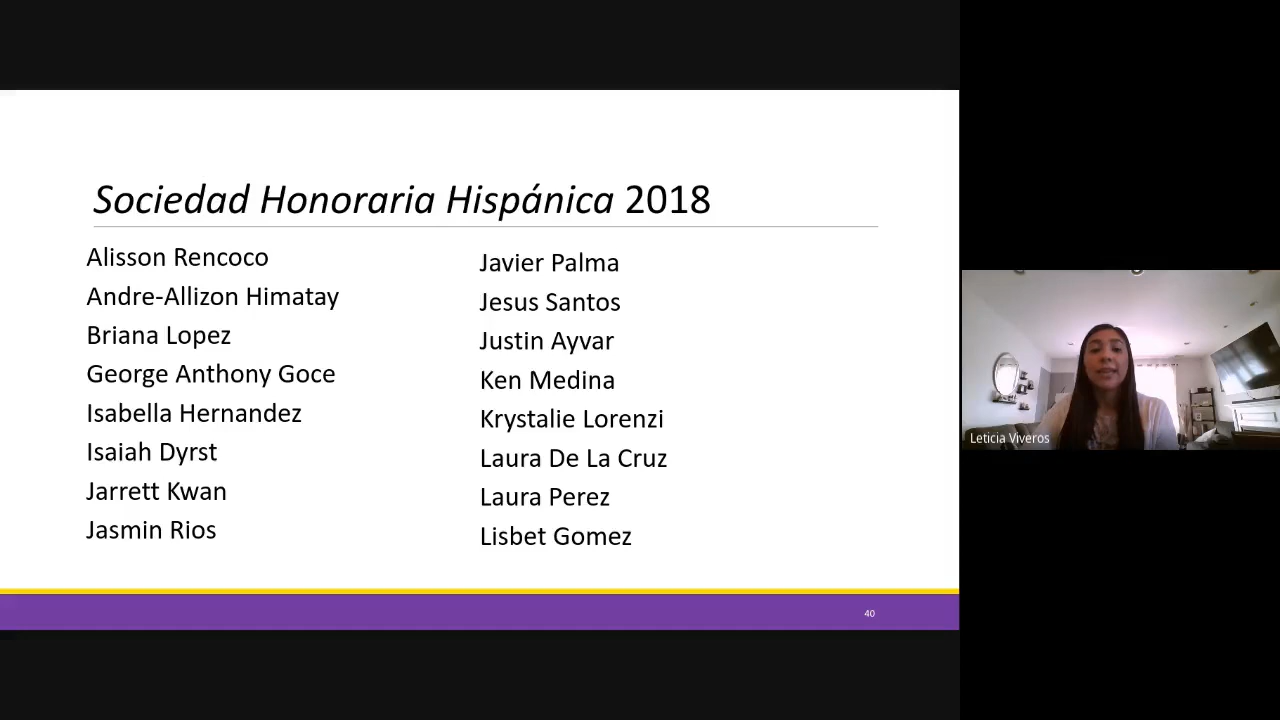 Sociedad Honoraria Hispánica 2018
Alisson Rencoco
Andre-Allizon Himatay
Briana Lopez
George Anthony Goce
Isabella Hernandez
Isaiah Dyrst
Jarrett Kwan
Jasmin Rios
Javier Palma
Jesus Santos
Justin Ayvar
Ken Medina
Krystalie Lorenzi
Laura De La Cruz
Laura Perez
Lisbet Gomez
40
Leticia Viveros